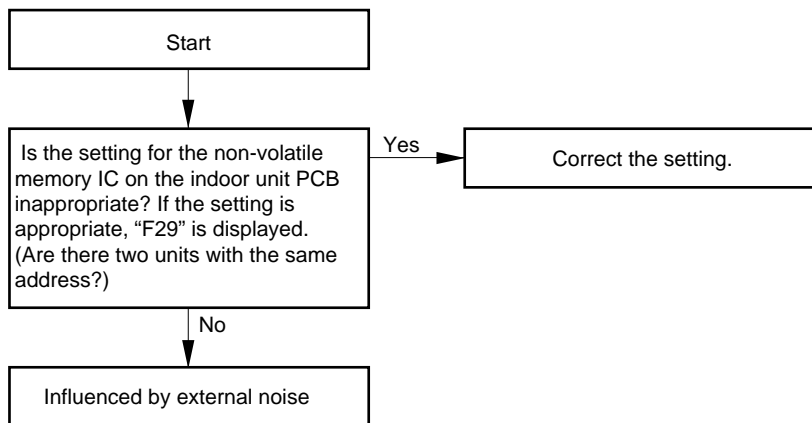 Start
Is the setting for the non-volatile
memory IC on the indoor unit PCB
inappropriate? If the setting is
appropriate, “F29” is displayed.
(Are there two units with the same
address?)
Yes
Correct the setting.
No
Influenced by external noise